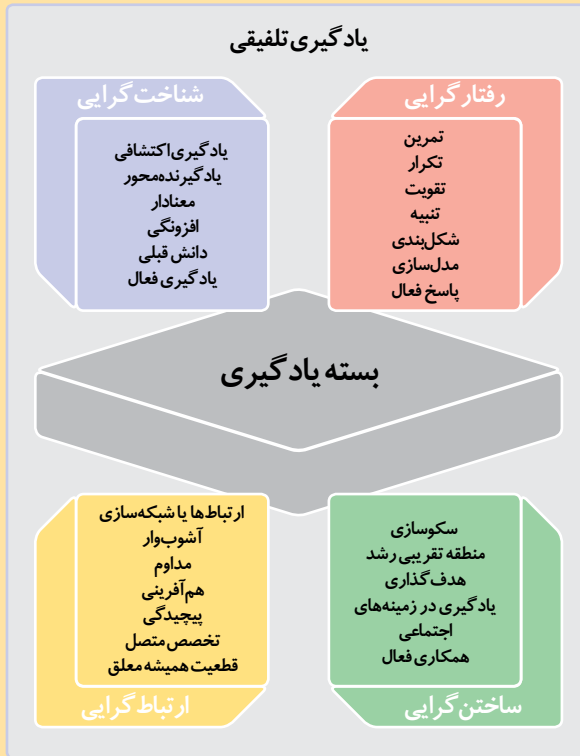 یادگیری تلفیقی
رفتارگرایی
تمرین
تکرار
تقویت
تنبیه
شکل‌بندی
مدل‌سازی
پاسخ فعال
شناخت‌گرایی
یادگیری اکتشافی
یادگیرنده‌محور
معنادار
افزونگی
دانش قبلی
یادگیری فعال
بسته یادگیری
سکوسازی
منطقه تقریبی رشد
هدف‌گذاری
یادگیری در زمینه‌های
اجتماعی
همکاری فعال
ساختن‌گرایی
ارتباط‌ها یا شبکه‌سازی
آشوب‌وار
مداوم
هم‌آفرینی
پیچیدگی
تخصص متصل
قطعیت همیشه معلق
ارتباط‌گرایی